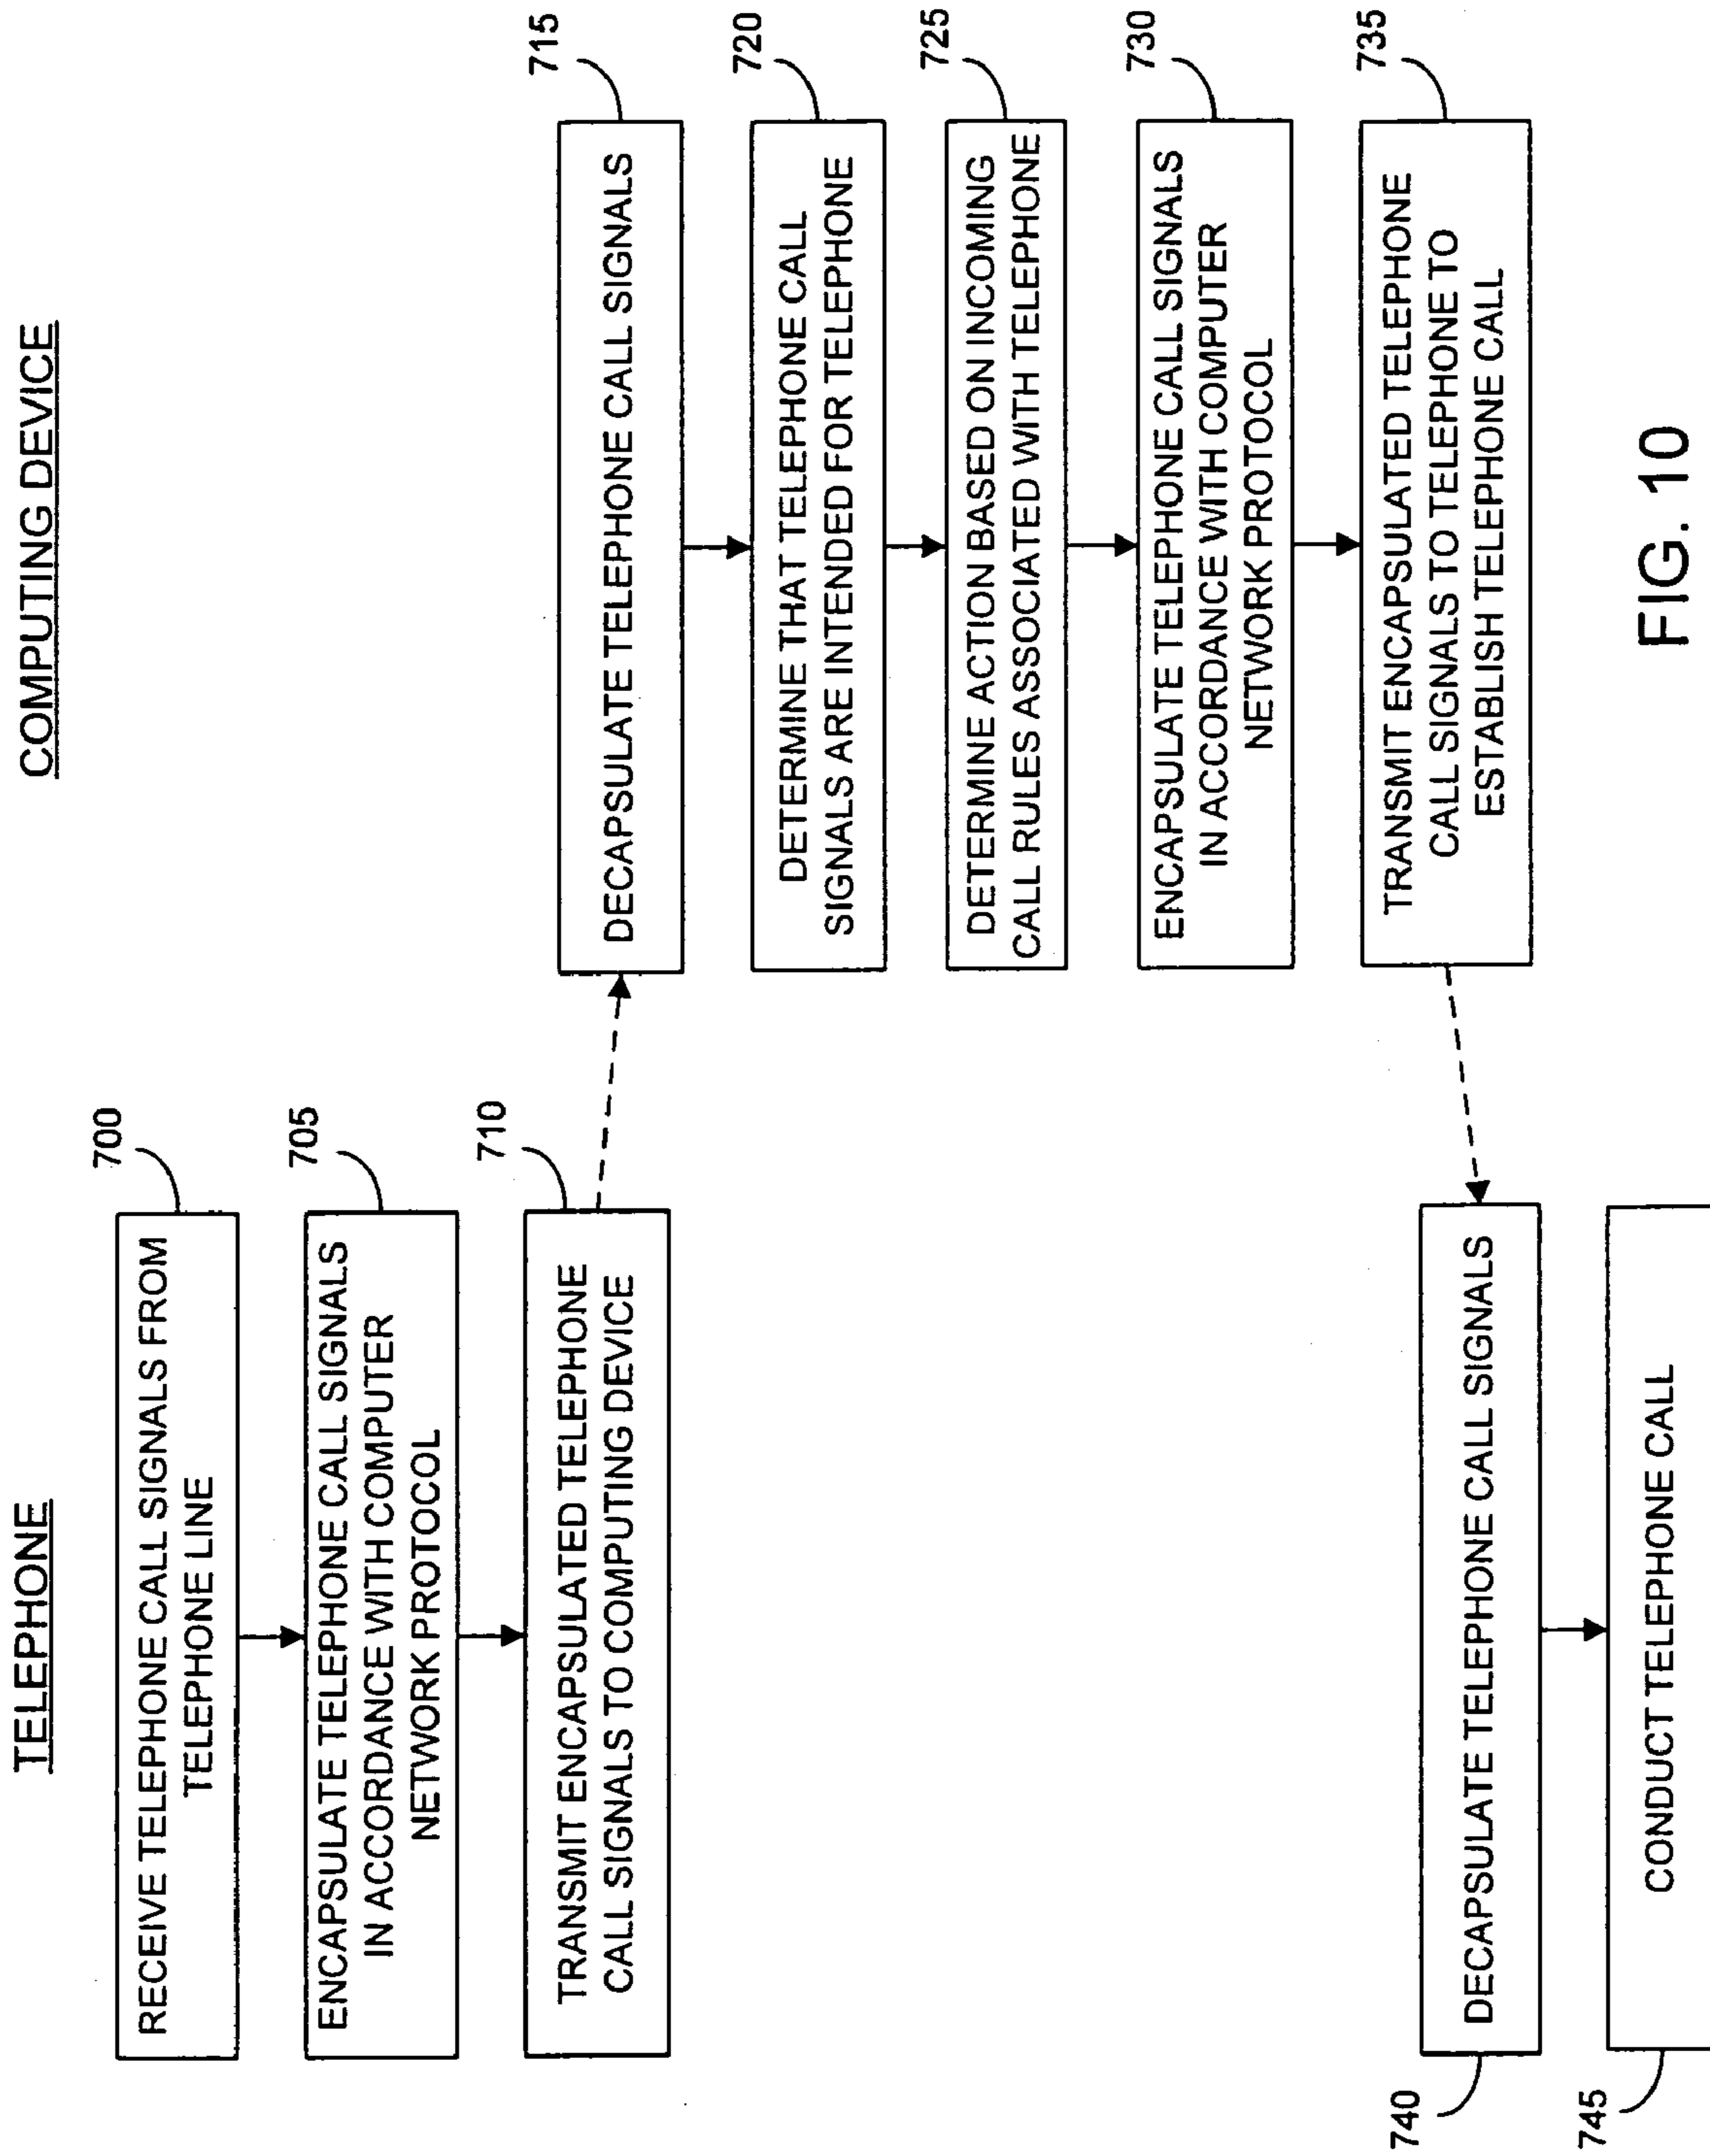 TELEPHONE
COMPUTING DEVICE
700
RECEIVE TELEPHONE CALL SIGNALS FROM
TELEPHONE LINE
705
ENCAPSULATE TELEPHONE CALL SIGNALS
IN ACCORDANCE WITH COMPUTER
NETWORK PROTOCOL
710
TRANSMIT ENCAPSULATED TELEPHONE
CALL SIGNALS TO COMPUTING DEVICE
715
DECAPSULATE TELEPHONE CALL SIGNALS
720
DETERMINE THAT TELEPHONE CALL
SIGNALS ARE INTENDED FOR TELEPHONE
725
DETERMINE ACTION BASED ON INCOMING
CALL RULES ASSOCIATED WITH TELEPHONE
730
ENCAPSULATE TELEPHONE CALL SIGNALS
IN ACCORDANCE WITH COMPUTER
NETWORK PROTOCOL
735
TRANSMIT ENCAPSULATED TELEPHONE
CALL SIGNALS TO TELEPHONE TO
ESTABLISH TELEPHONE CALL
740
DECAPSULATE TELEPHONE CALL SIGNALS
745
CONDUCT TELEPHONE CALL
FIG. 10